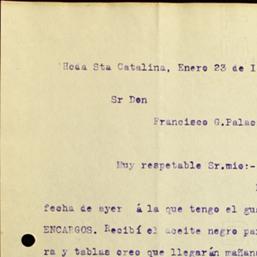 Hcda Sta Catalina, Enero 23 de I
Sr Don
Francisco G.Palac
Muy respetable Sr.mio:-
fecha de ayer á la que tengo el gu
ENCARGOS. Recibí el aceite negro pa
ra y tablas creo que llegarán mañan